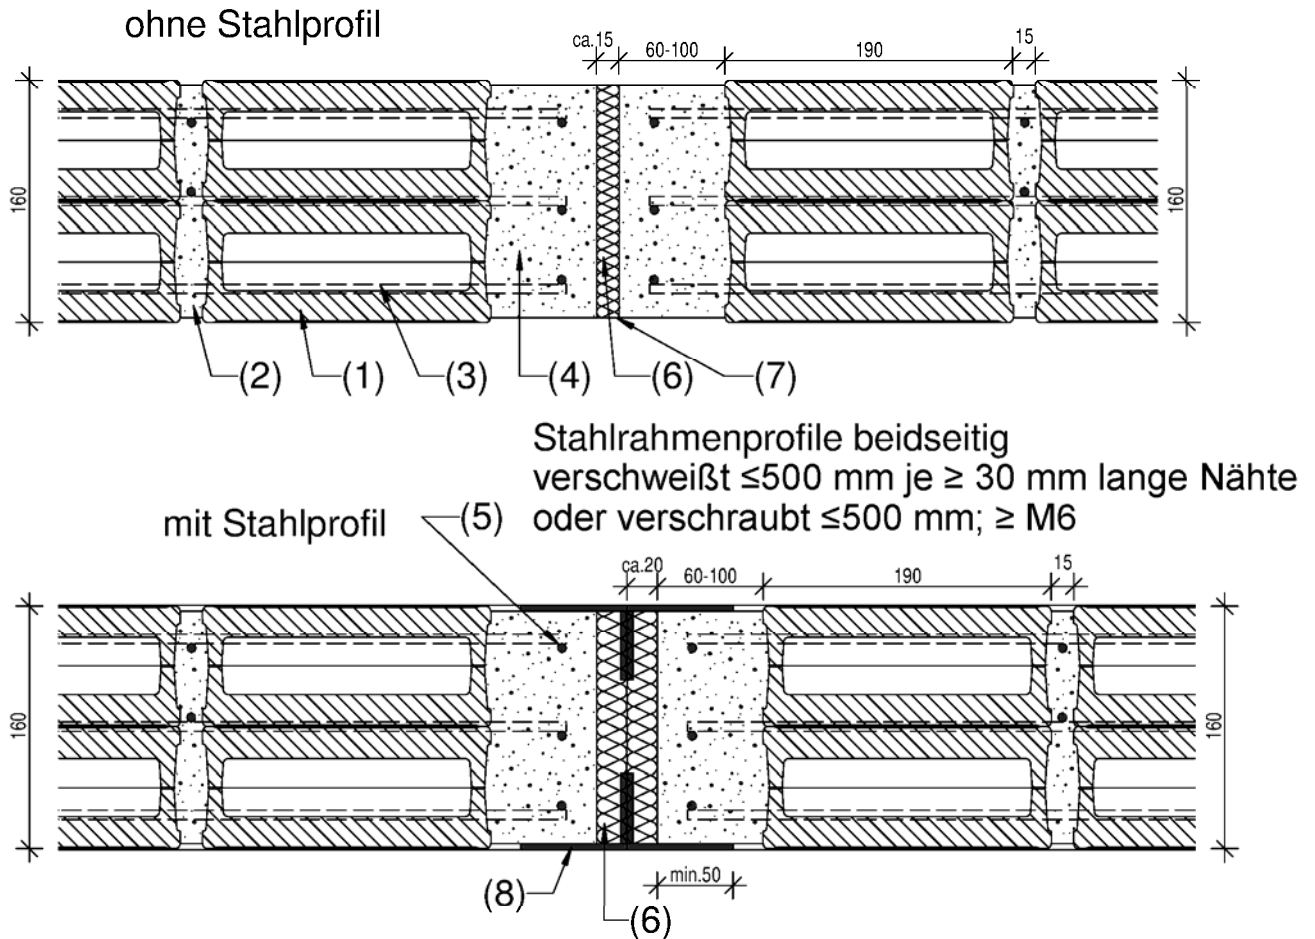 ohne Stahlprofil
ca.15 60-100 190 15
160 160
(2) (1) (3) (4) (6) (7)
Stahlrahmenprofile beidseitig
verschweißt ≤500 mm je ≥ 30 mm lange Nähte
oder verschraubt ≤500 mm; ≥ M6
mit Stahlprofil (5)
ca.20 60-100 190 15
160 160
min.50
(8) (6)